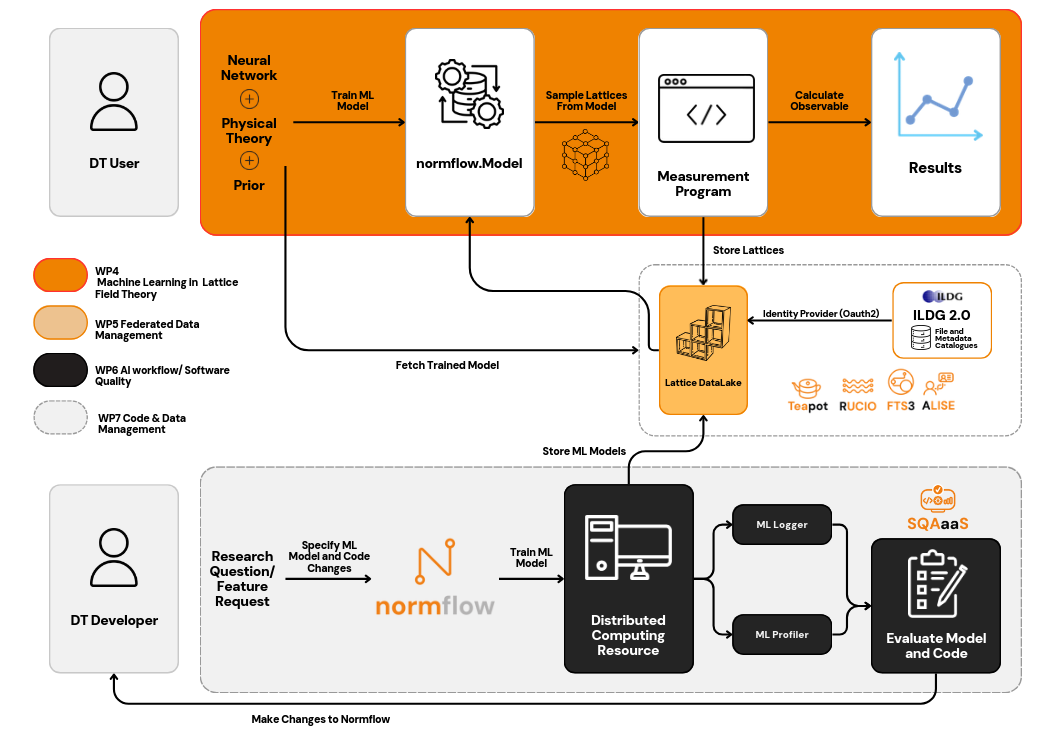 DT User
Neural
Network
Physical
Theory
Prior
Train ML
Model
normflow.Model
Sample Lattices
From Model
</>
Measurement
Program
Calculate
Observable
Results
Store Lattices
WP4
Machine Learning in Lattice
Field Theory
WP5 Federated Data
Management
WP6 AI workflow/ Software
Quality
WP7 Code & Data
Management
Fetch Trained Model
Lattice DataLake
Identity Provider (Oauth2)
ILDG
ILDG 2.0
File and
Metadata
Catalogues
Teapot
RUCIO
FTS3
ALISE
Store ML Models
DT Developer
Research
Question/
Feature
Request
Specify ML
Model and Code
Changes
normflow
Train ML
Model
Distributed
Computing
Resource
ML Logger
ML Profiler
SQAaaS
Evaluate Model
and Code
Make Changes to Normflow